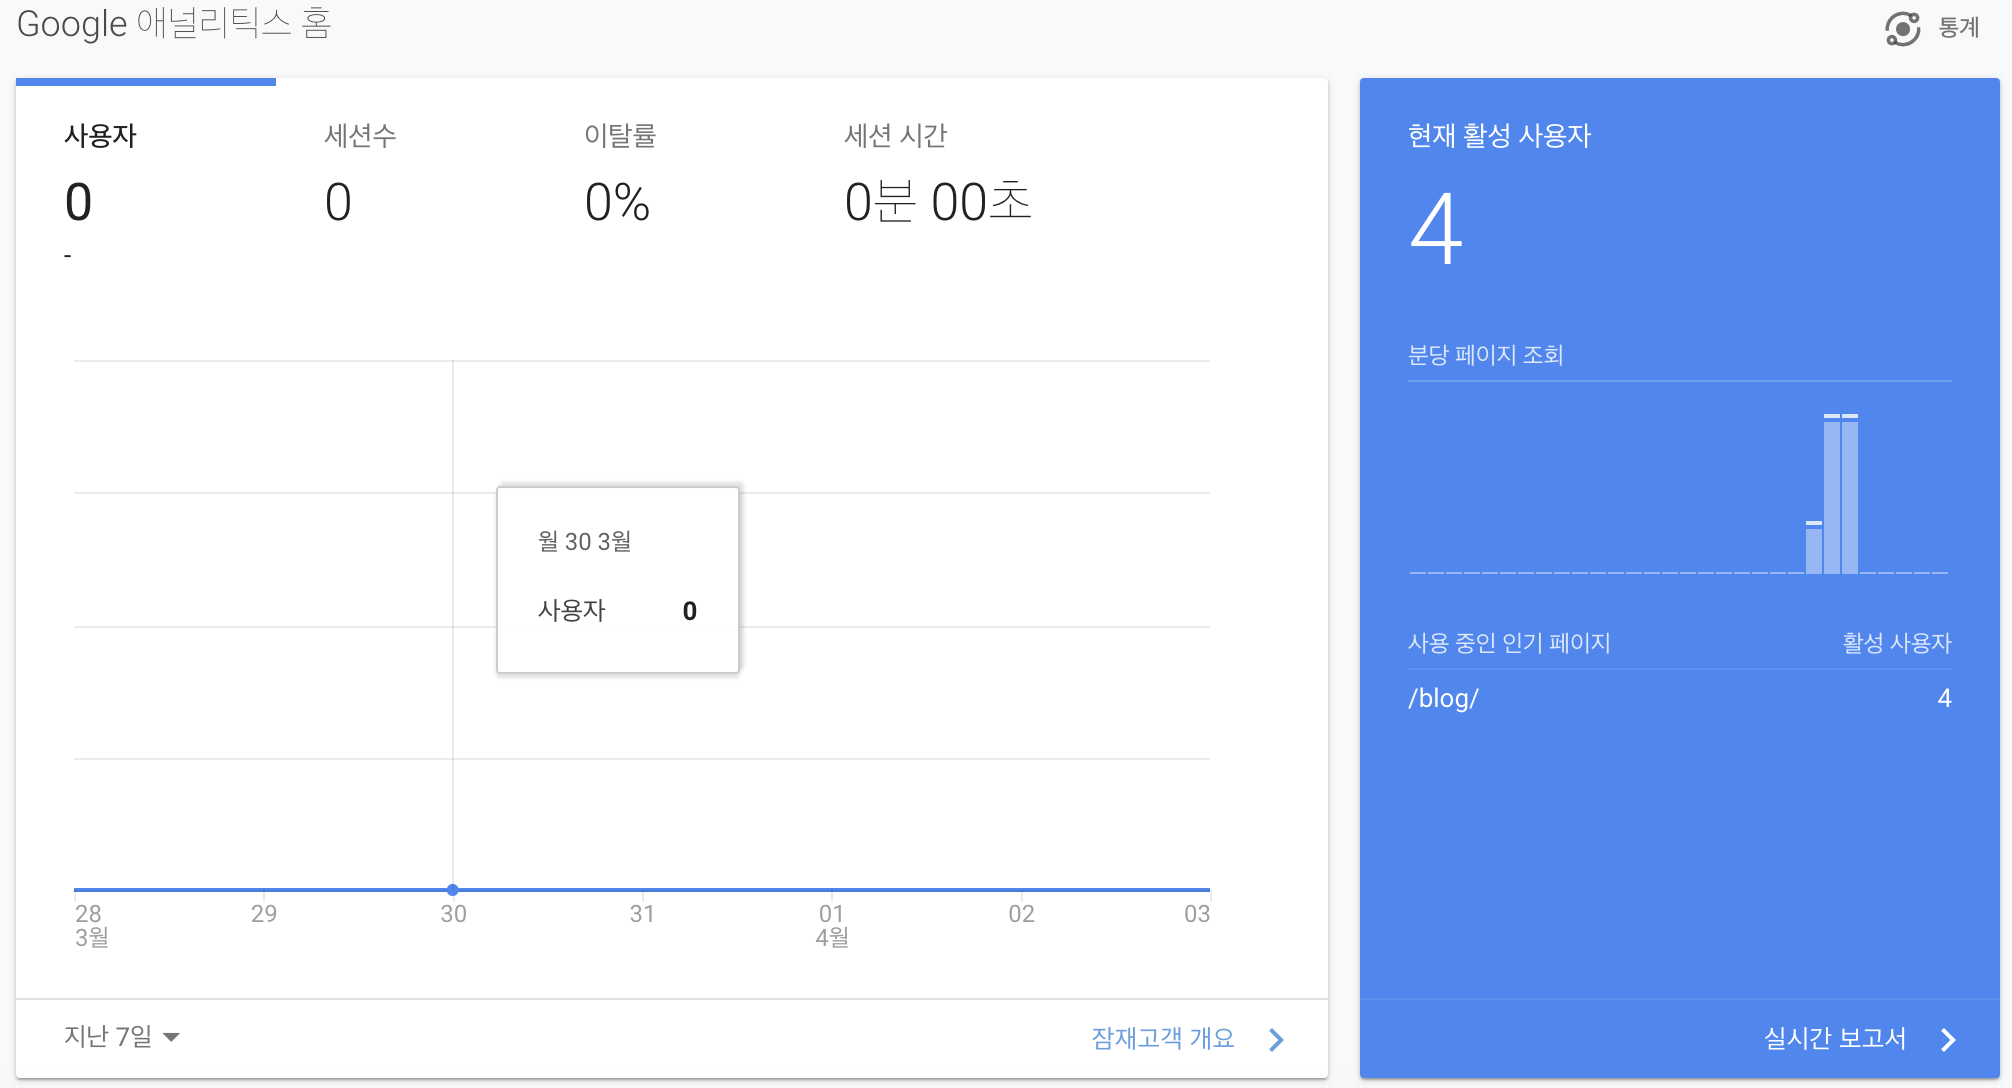 Google 애널리틱스 홈
통계
사용자
세션수
이탈률
세션 시간
0
0
0%
0분 00초
-
월 30 3월
사용자 0
28
3월
29
30
31
01
4월
02
03
지난 7일
잠재고객 개요
현재 활성 사용자
4
분당 페이지 조회
사용 중인 인기 페이지 활성 사용자
/blog/ 4
실시간 보고서